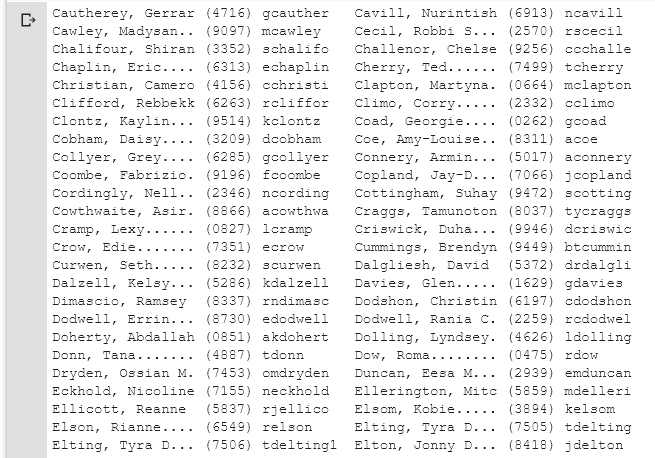 Cautherey, Gerrar (4716) gcauther   Cavill, Nurintish (6913) ncavill
Cawley, Madysan.. (9097) mcawley    Cecil, Robbi S... (2570) rscecil
Chalifour, Shiran (3352) schalifo   Challenor, Chelse (9256) ccchalle
Chaplin, Eric.... (6313) echaplin   Cherry, Ted...... (7499) tcherry
Christian, Camero (4156) cchristi   Clapton, Martyna. (0664) mclapton
Clifford, Rebbekk (6263) rcliffor   Climo, Corry..... (2332) cclimo
Clontz, Kaylin... (9514) kclontz    Coad, Georgie.... (0262) gcoad
Cobham, Daisy.... (3209) dcobham    Coe, Amy-Louise.. (8311) acoe
Collyer, Grey.... (6285) gcollyer   Connery, Armin... (5017) aconnery
Coombe, Fabrizio. (9196) fcoombe    Copland, Jay-D... (7066) jcopland
Cordingly, Nell.. (2346) ncording   Cottingham, Suhay (9472) scotting
Cowthwaite, Asir. (8866) acowthwa   Craggs, Tamuncton (8037) tycraggs
Cramp, Lexy...... (0827) lcramp     Criswick, Duha... (9946) dcriswic
Crow, Edie....... (7351) ecrow      Cummings, Brendyn (9449) btcummin
Curwen, Seth..... (8232) scurwen    Dalgliesh, David  (5372) drdalgli
Dalzell, Kelsy... (5286) kdalzell   Davies, Glen..... (1629) gdavies
Dimascio, Ramsey  (8337) rndimasc   Dodshon, Christin (6197) cdodshon
Dodwell, Errin... (8730) edodwell   Dodwell, Rania C. (2259) rcdodwel
Doherty, Abdallah (0851) akdohert   Dolling, Lyndsey. (4626) ldolling
Donn, Tana....... (4887) tdonn      Dow, Roma........ (0475) rdow
Dryden, Ossian M. (7453) omdryden   Duncan, Eesa M... (2939) emduncan
Eckhold, Nicoline (7155) neckhold   Ellerington, Mitc (5859) mdelleri
Ellicott, Reanne  (5837) rjellico   Elsom, Kobie..... (3894) kelsom
Elson, Rianne.... (6549) relson     Elting, Tyra D... (7505) tdelting
Elting, Tyra D... (7506) tdelting1  Elton, Jonny D... (8418) jdelton